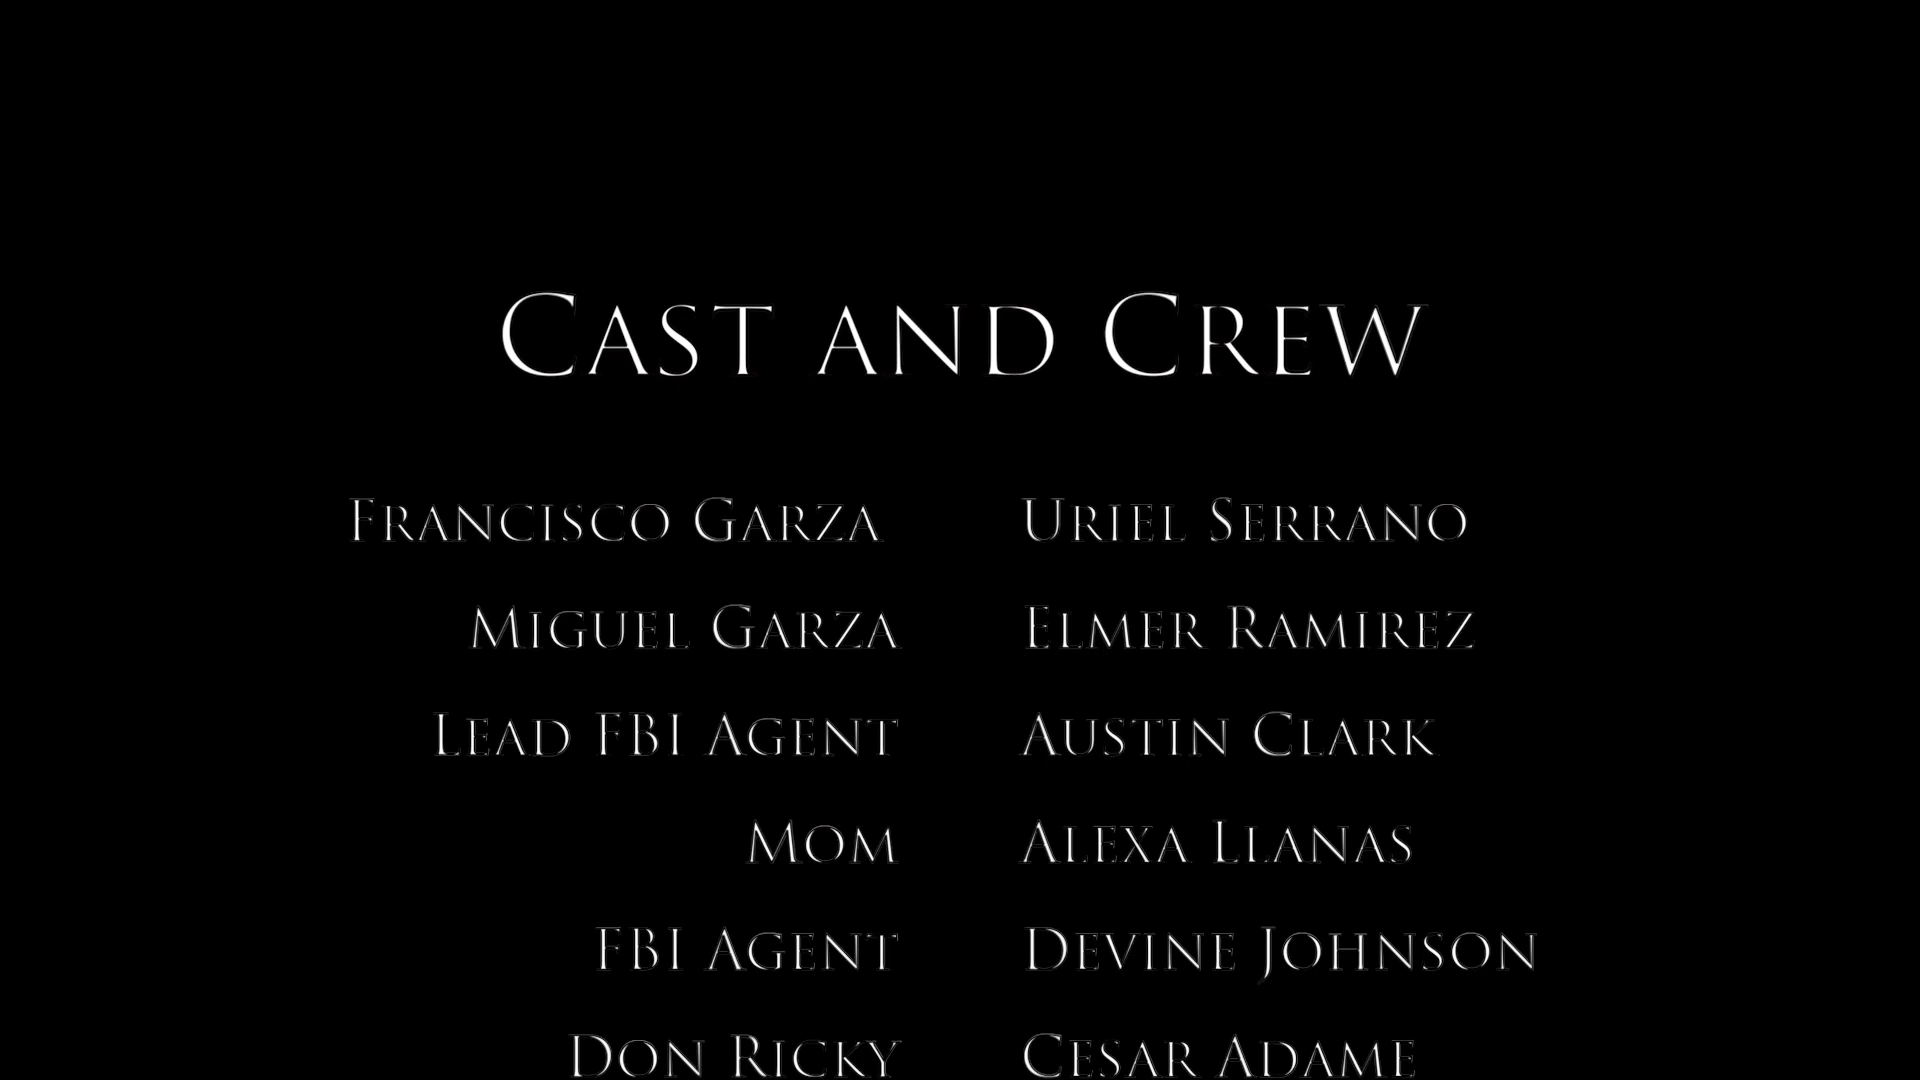 Cast and Crew
Francisco Garza Uriel Serrano
Miguel Garza Elmer Ramirez
Lead FBI Agent Austin Clark
Mom Alexa Llanas
FBI Agent Devine Johnson
Don Ricky Cesar Adame